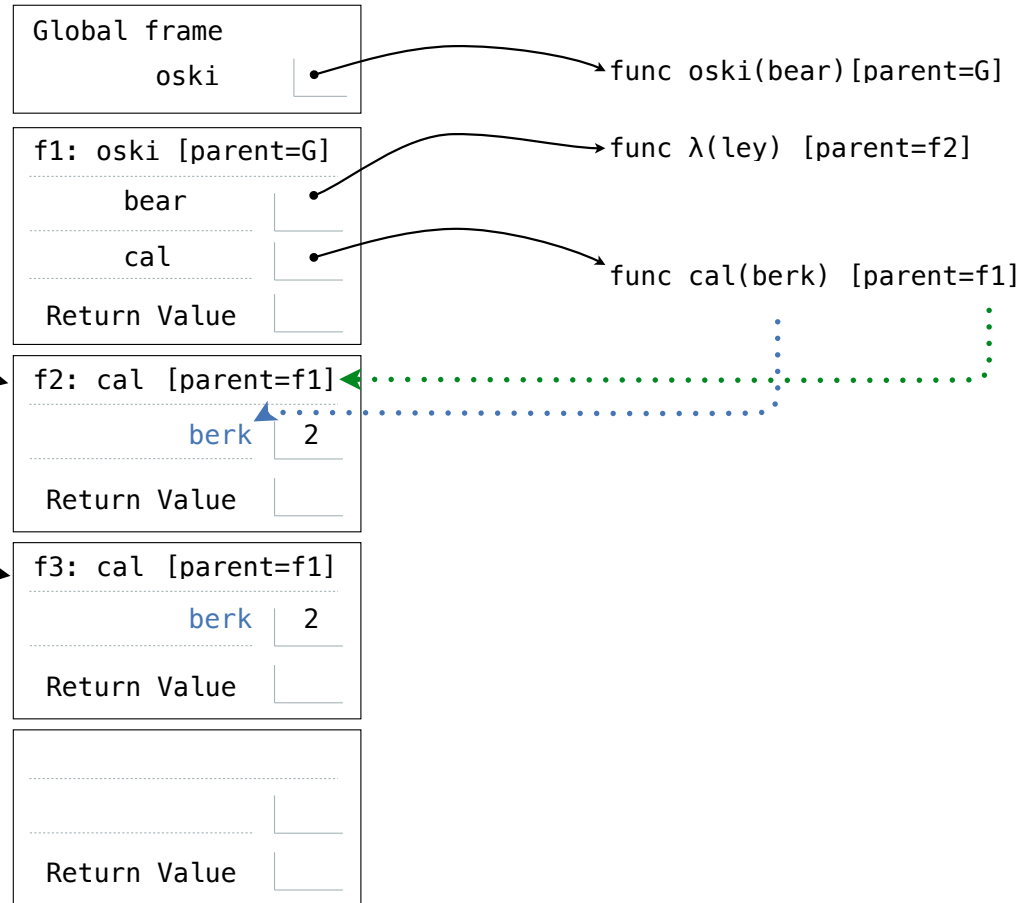 Global frame
oski
func oski(bear)[parent=G]
f1: oski [parent=G]
func λ(ley) [parent=f2]
bear
cal
func cal(berk) [parent=f1]
Return Value
f2: cal [parent=f1]
berk 2
Return Value
f3: cal [parent=f1]
berk 2
Return Value
Return Value